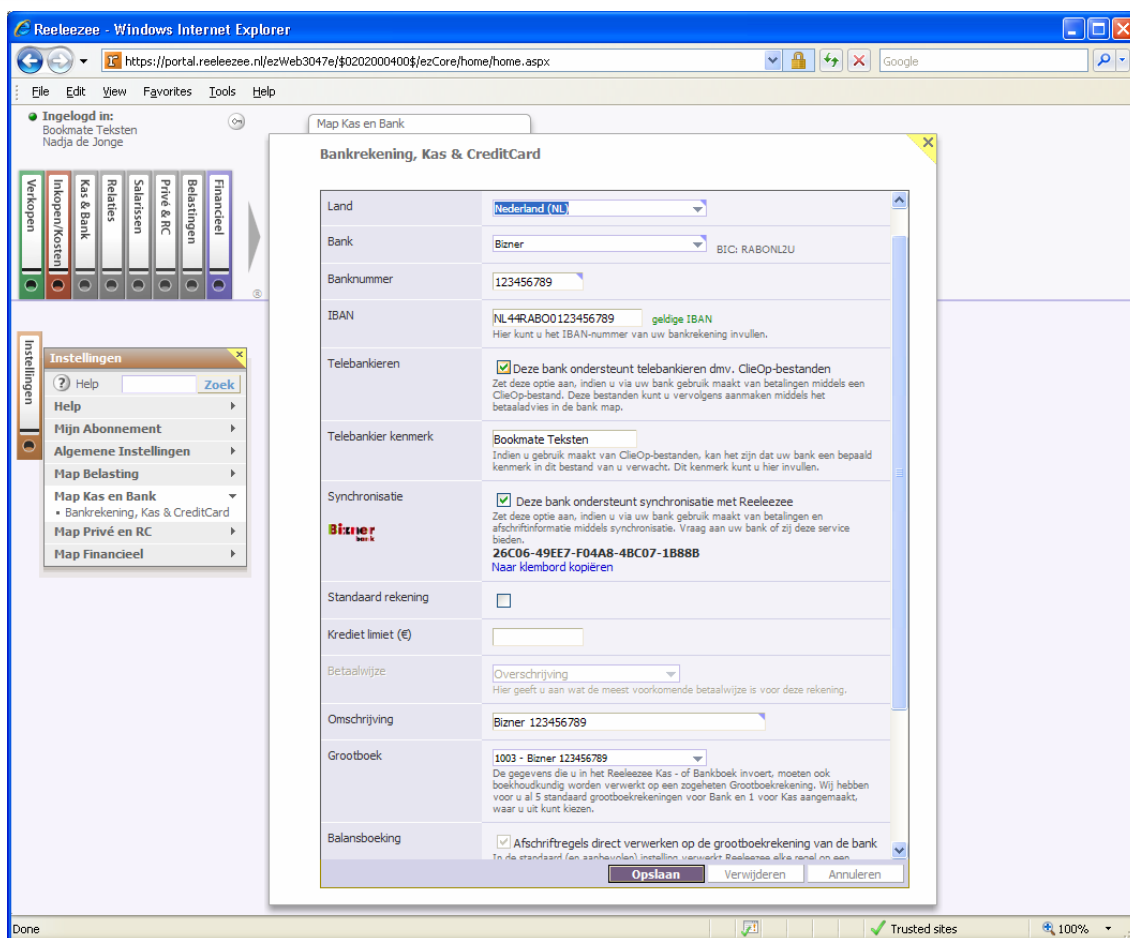 Reeleezee - Windows Internet Explorer
https://portal.reeleezee.nl/ezWeb3047e/$0202000400$/ezCore/home/home.aspx
Google
File Edit View Favorites Tools Help
Ingelogd in:
Bookmate Teksten
Nadja de Jonge
Verkopen
Inkopen/Kosten
Kas & Bank
Relaties
Salarissen
Privé & RC
Belastingen
Financieel
Instellingen
Instellingen
Help
Zoek
Help
Mijn Abonnement
Algemene Instellingen
Map Belasting
Map Kas en Bank
Bankrekening, Kas & CreditCard
Map Privé en RC
Map Financieel
Map Kas en Bank
Bankrekening, Kas & CreditCard
Land
Nederland (NL)
Bank
Bizner
BIC: RABONL2U
Banknummer
123456789
IBAN
NL44RABO0123456789
geldige IBAN
Hier kunt u het IBAN-nummer van uw bankrekening invullen.
Telebankieren
Deze bank ondersteunt telebankieren dmv. ClieOp-bestanden
Zet deze optie aan, indien u via uw bank gebruik maakt van betalingen middels een
ClieOp-bestand. Deze bestanden kunt u vervolgens aanmaken middels het
betaaladvies in de bank map.
Telebankier kenmerk
Bookmate Teksten
Indien u gebruik maakt van ClieOp-bestanden, kan het zijn dat uw bank een bepaald
kenmerk in dit bestand van u verwacht. Dit kenmerk kunt u hier invullen.
Synchronisatie
Bizner
bank
Deze bank ondersteunt synchronisatie met Reeleezee
Zet deze optie aan, indien u via uw bank gebruik maakt van betalingen en
afschriftinformatie middels synchronisatie. Vraag aan uw bank of zij deze service
bieden.
26C06-49EE7-F04A8-4BC07-1B88B
Naar klembord kopiëren
Standaard rekening
Krediet limiet (€)
Betaalwijze
Overschrijving
Hier geeft u aan wat de meest voorkomende betaalwijze is voor deze rekening.
Omschrijving
Bizner 123456789
Grootboek
1003 - Bizner 123456789
De gegevens die u in het Reeleezee Kas - of Bankboek invoert, moeten ook
boekhoudkundig worden verwerkt op een zogeheten Grootboekrekening. Wij hebben
voor u al 5 standaard grootboekrekeningen voor Bank en 1 voor Kas aangemaakt,
waar u uit kunt kiezen.
Balansboeking
Afschriftregels direct verwerken op de grootboekrekening van de bank
In de standaard (en aanbevolen) instelling verwerkt Reeleezee elke regel op een
Opslaan
Verwijderen
Annuleren
Done
Trusted sites
100%